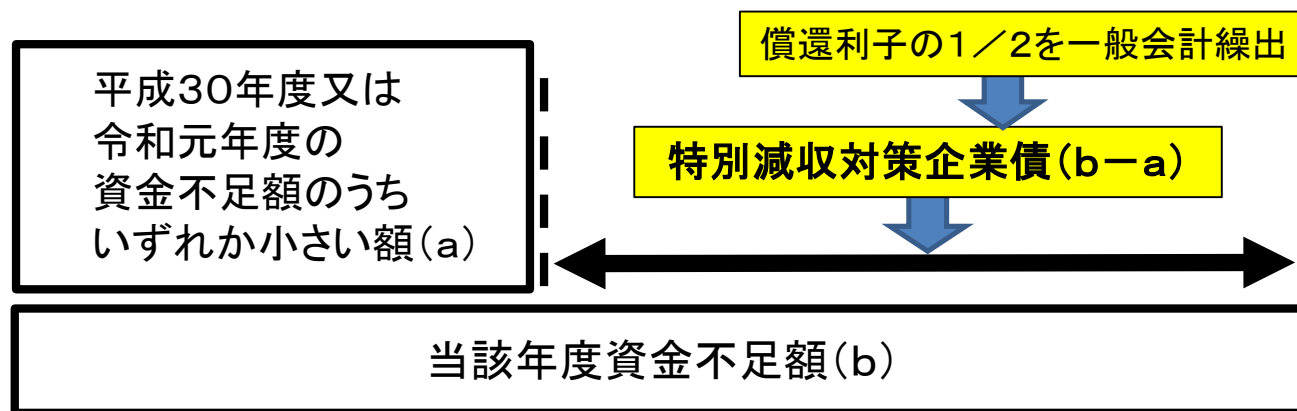 償還利子の1／2を一般会計繰出
平成30年度又は
令和元年度の
資金不足額のうち
いずれか小さい額（a）
特別減収対策企業債（b－a）
当該年度資金不足額（b）